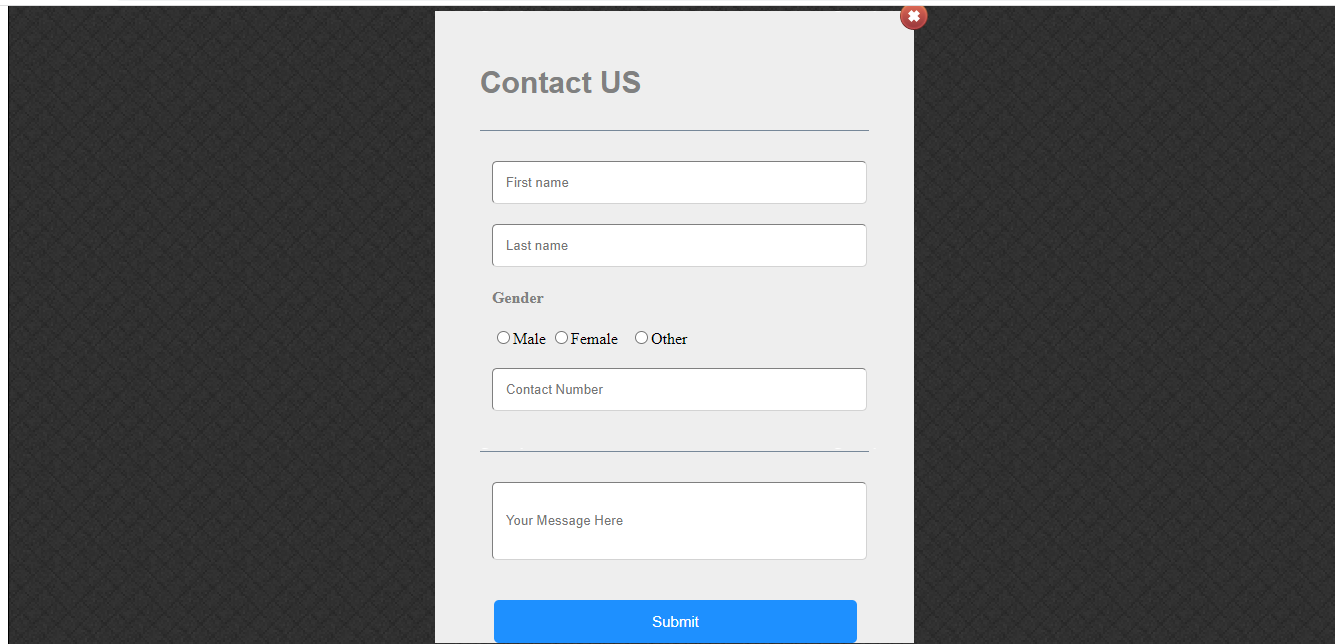 Contact US
First name
Last name
Gender
Male Female Other
Contact Number
Your Message Here
Submit